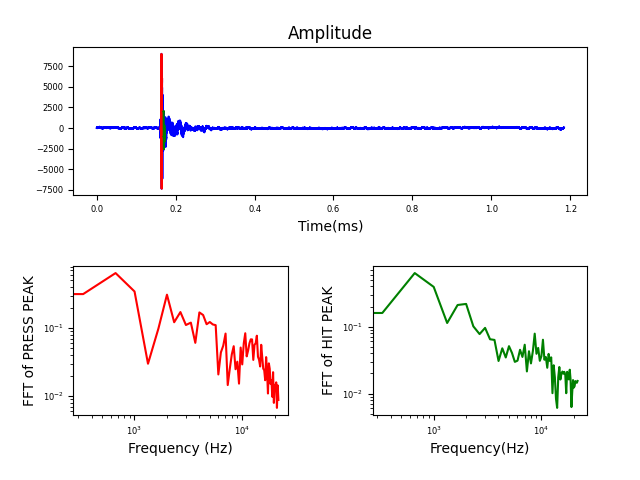 Amplitude
7500
5000
2500
0
−2500
−5000
−7500
0.0 0.2 0.4 0.6 0.8 1.0 1.2
Time(ms)
FFT of PRESS PEAK
10⁻¹
10⁻²
10³ 10⁴
Frequency (Hz)
FFT of HIT PEAK
10⁻¹
10⁻²
10³ 10⁴
Frequency(Hz)